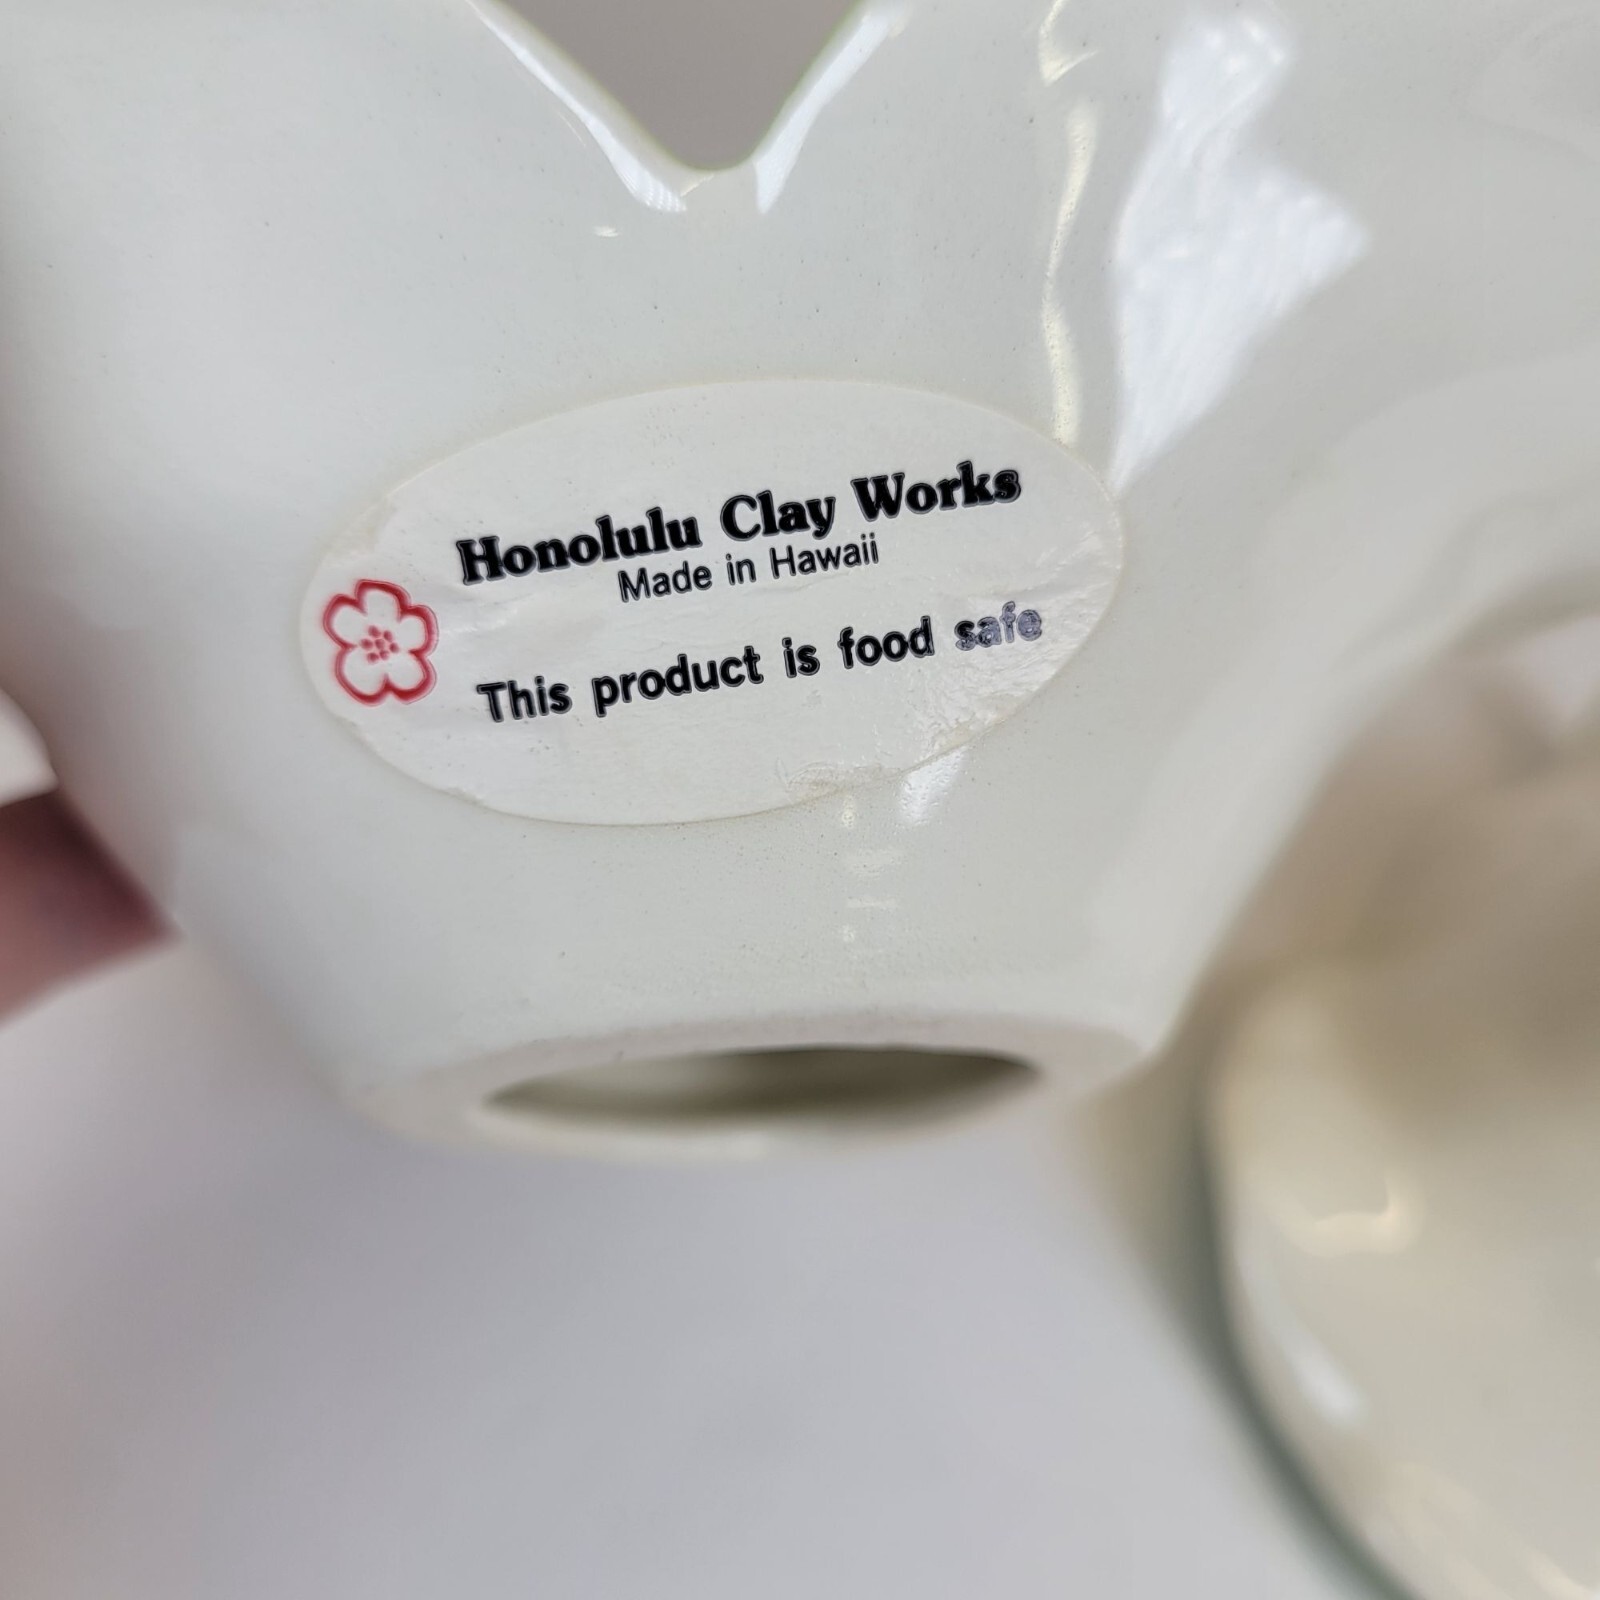 Honolulu Clay Works
Made in Hawaii
This product is food safe